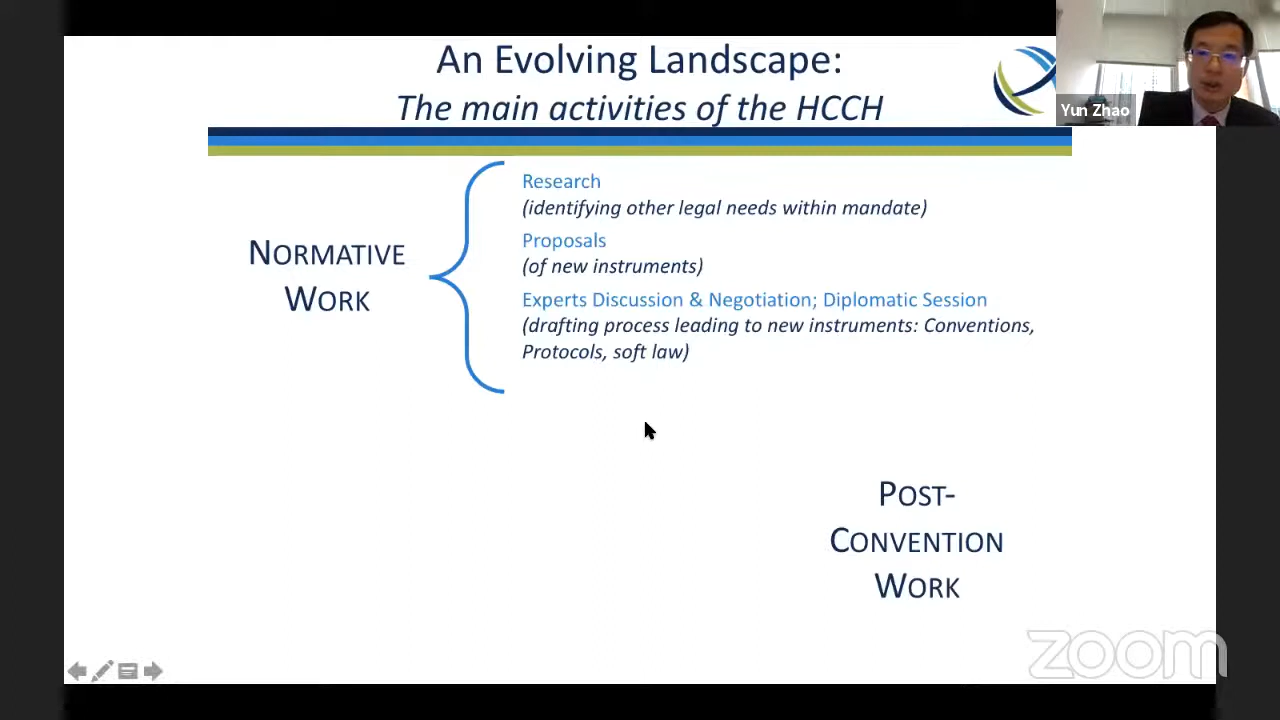 An Evolving Landscape:
The main activities of the HCCH
Yun Zhao
Research
(identifying other legal needs within mandate)
Proposals
(of new instruments)
NORMATIVE
WORK
Experts Discussion & Negotiation; Diplomatic Session
(drafting process leading to new instruments: Conventions,
Protocols, soft law)
POST-
CONVENTION
WORK
zoom